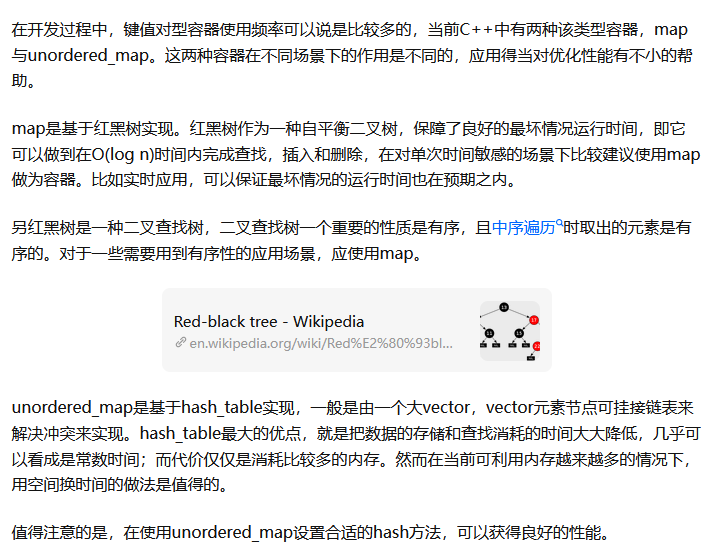 在开发过程中，键值对型容器使用频率可以说是比较多的，当前C++中有两种该类型容器，map
与unordered_map。这两种容器在不同场景下的作用是不同的，应用得当对优化性能有不小的帮
助。
map是基于红黑树实现。红黑树作为一种自平衡二叉树，保障了良好的最坏情况运行时间，即它
可以做到在O(log n)时间内完成查找，插入和删除，在对单次时间敏感的场景下比较建议使用map
做为容器。比如实时应用，可以保证最坏情况的运行时间也在预期之内。
另红黑树是一种二叉查找树，二叉查找树一个重要的性质是有序，且中序遍历时取出的元素是有
序的。对于一些需要用到有序性的应用场景，应使用map。
Red-black tree - Wikipedia
en.wikipedia.org/wiki/Red%E2%80%93bl...
unordered_map是基于hash_table实现，一般是由一个大vector，vector元素节点可挂接链表来
解决冲突来实现。hash_table最大的优点，就是把数据的存储和查找消耗的时间大大降低，几乎可
以看成是常数时间；而代价仅仅是消耗比较多的内存。然而在当前可利用内存越来越多的情况下，
用空间换时间的做法是值得的。
值得注意的是，在使用unordered_map设置合适的hash方法，可以获得良好的性能。